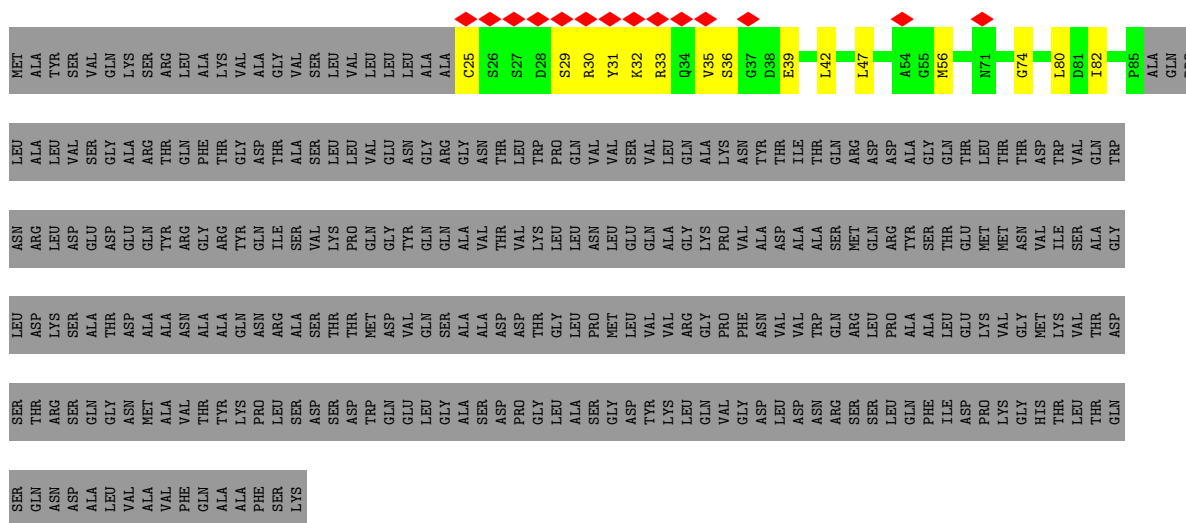 MET ALA TYR SER VAL GLN LYS SER ARG LEU ALA LYS VAL ALA GLY VAL SER LEU VAL LEU LEU LEU ALA ALA C25 S26 S27 D28 S29 R30 Y31 K32 R33 Q34 V35 S36 G37 D38 E39 L42 L47 A54 G55 M56 N71 G74 L80 D81 I82 P85 ALA GLN
LEU ALA LEU VAL SER GLY ALA ARG THR GLN PHE THR GLY ASP THR ALA SER LEU LEU VAL GLU ASN GLY ARG GLY ASN THR LEU TRP PRO GLN VAL VAL SER VAL LEU GLN ALA LYS ASN TYR THR ILE THR GLN ARG ASP ASP ALA GLY GLN THR LEU THR THR ASP TRP VAL GLN TRP
ASN ARG LEU ASP GLU ASP GLU GLN TYR ARG GLY ARG TYR GLN ILE SER VAL LYS PRO GLN GLY TYR GLN GLN ALA VAL THR VAL LYS LEU LEU ASN LEU GLU GLN ALA GLY LYS PRO VAL ALA ASP ALA ALA SER MET GLN ARG TYR SER THR GLU MET MET ASN VAL ILE SER ALA GLY
LEU ASP LYS SER ALA THR ASP ALA ALA ASN ALA ALA GLN ASN ARG ALA SER THR THR MET ASP VAL GLN SER ALA ALA ASP ASP THR GLY LEU PRO MET LEU VAL VAL ARG GLY PRO PHE ASN VAL VAL TRP GLN ARG LEU PRO ALA ALA LEU GLU LYS VAL GLY MET LYS VAL THR ASP
SER THR ARG SER GLN GLY ASN MET ALA VAL THR TYR LYS PRO LEU SER ASP SER ASP TRP GLN GLU LEU GLY ALA SER ASP PRO GLY LEU ALA SER GLY ASP TYR LYS LEU GLN VAL GLY ASP LEU ASP ASN ARG SER SER LEU GLN PHE ILE ASP PRO LYS GLY HIS THR LEU THR GLN
SER GLN ASN ASP ALA LEU VAL ALA VAL PHE GLN ALA ALA PHE SER LYS